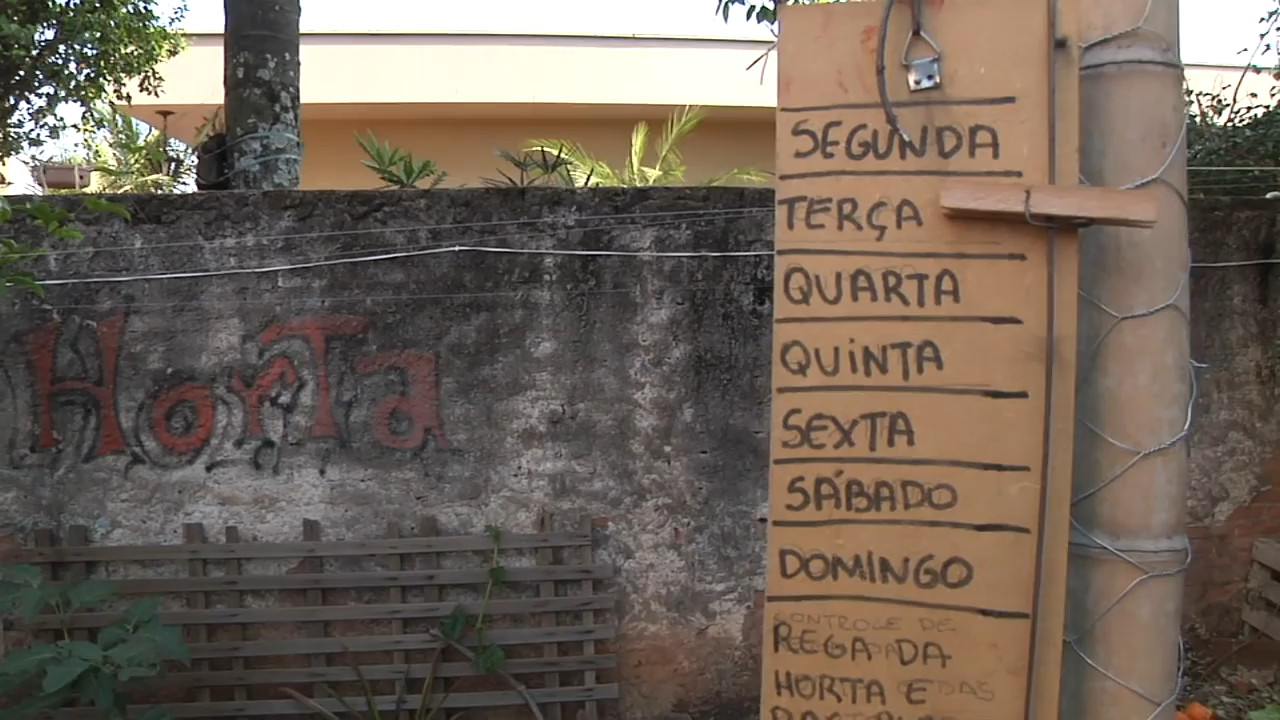 HorTa
SEGUNDA
TERÇA
QUARTA
QUINTA
SEXTA
SÁBADO
DOMINGO
CONTROLE DE
REGA DA
HORTA E DAS